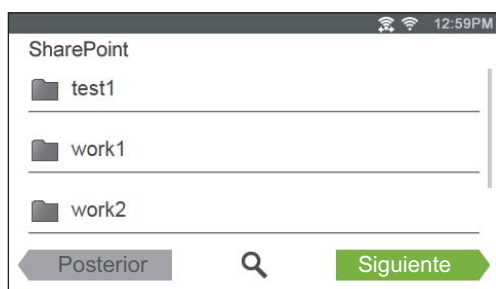 12:59PM
SharePoint
test1
work1
work2
Posterior
Siguiente